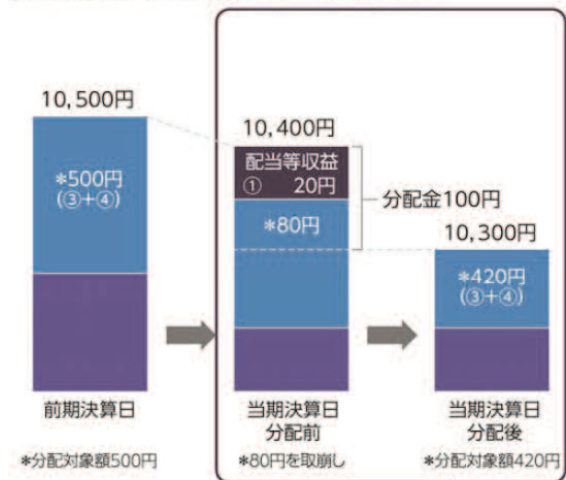 10,500円
*500円
(③+④)
前期決算日
*分配対象額500円
10,400円
配当等収益
① 20円
*80円
分配金100円
当期決算日
分配前
*80円を取崩し
10,300円
*420円
(③+④)
当期決算日
分配後
*分配対象額420円